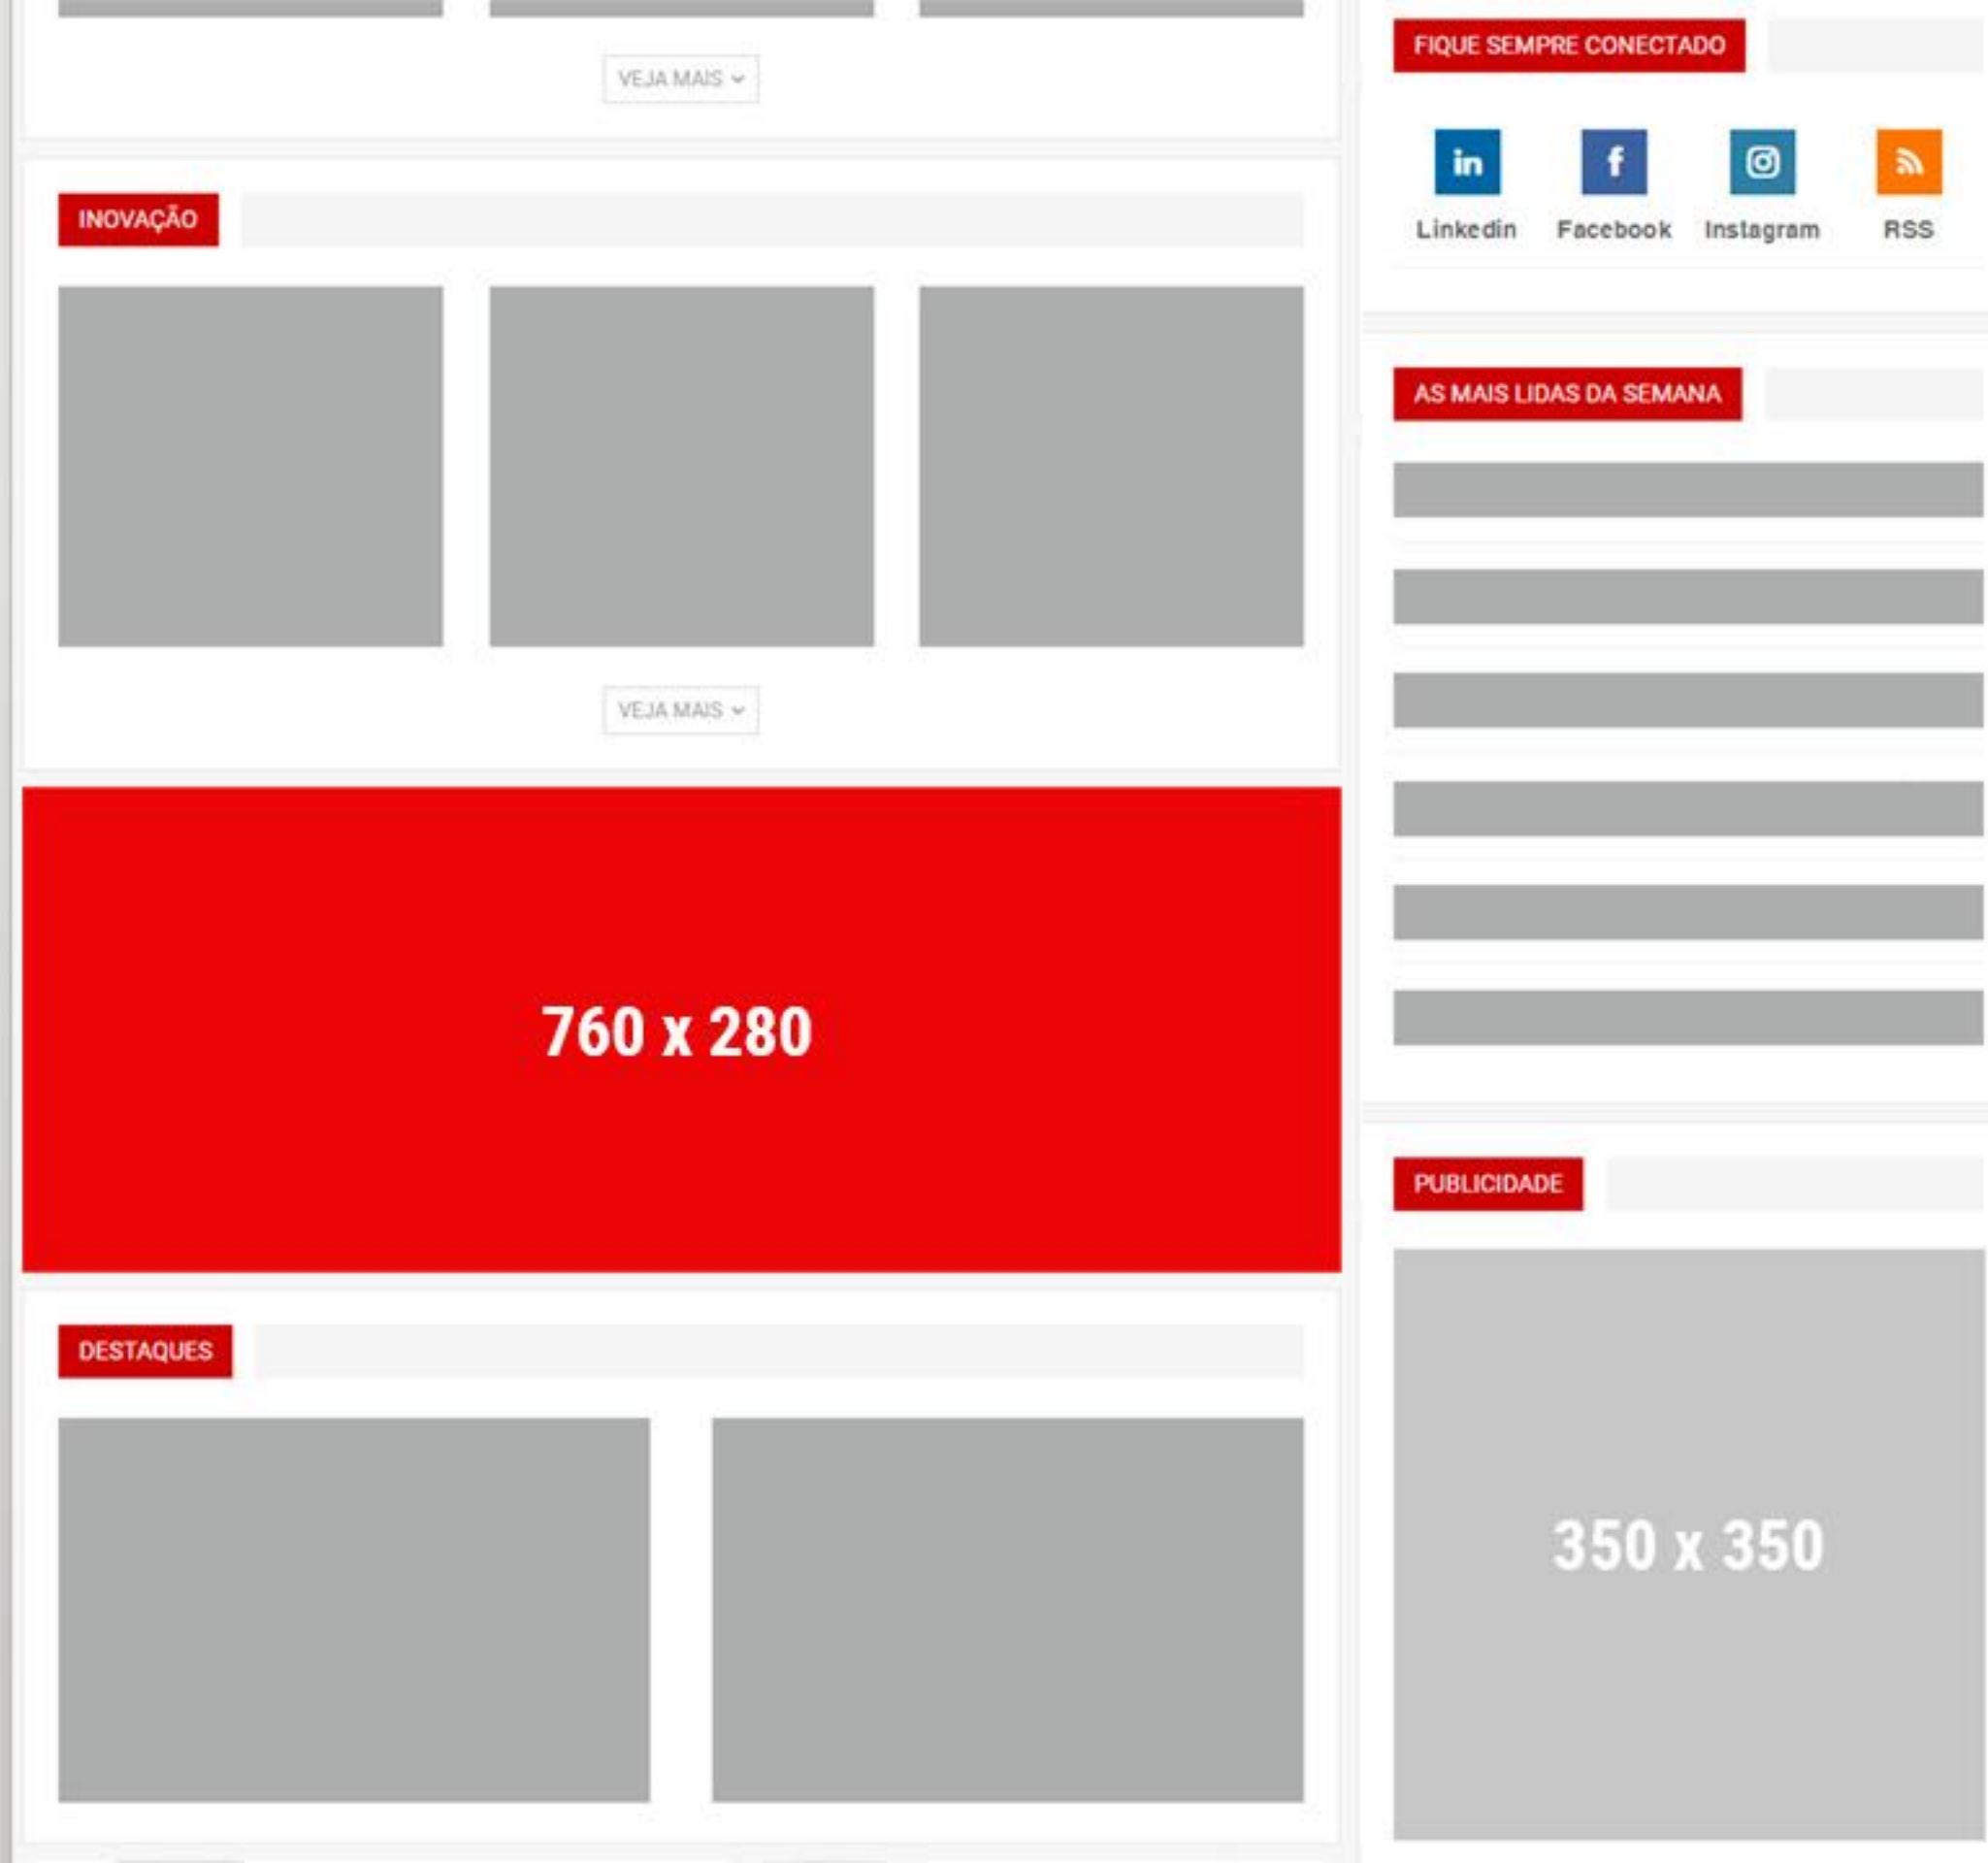 VEJA MAIS
INOVAÇÃO
VEJA MAIS
760 x 280
DESTAQUES
FIQUE SEMPRE CONECTADO
Linkedin Facebook Instagram RSS
AS MAIS LIDAS DA SEMANA
PUBLICIDADE
350 x 350